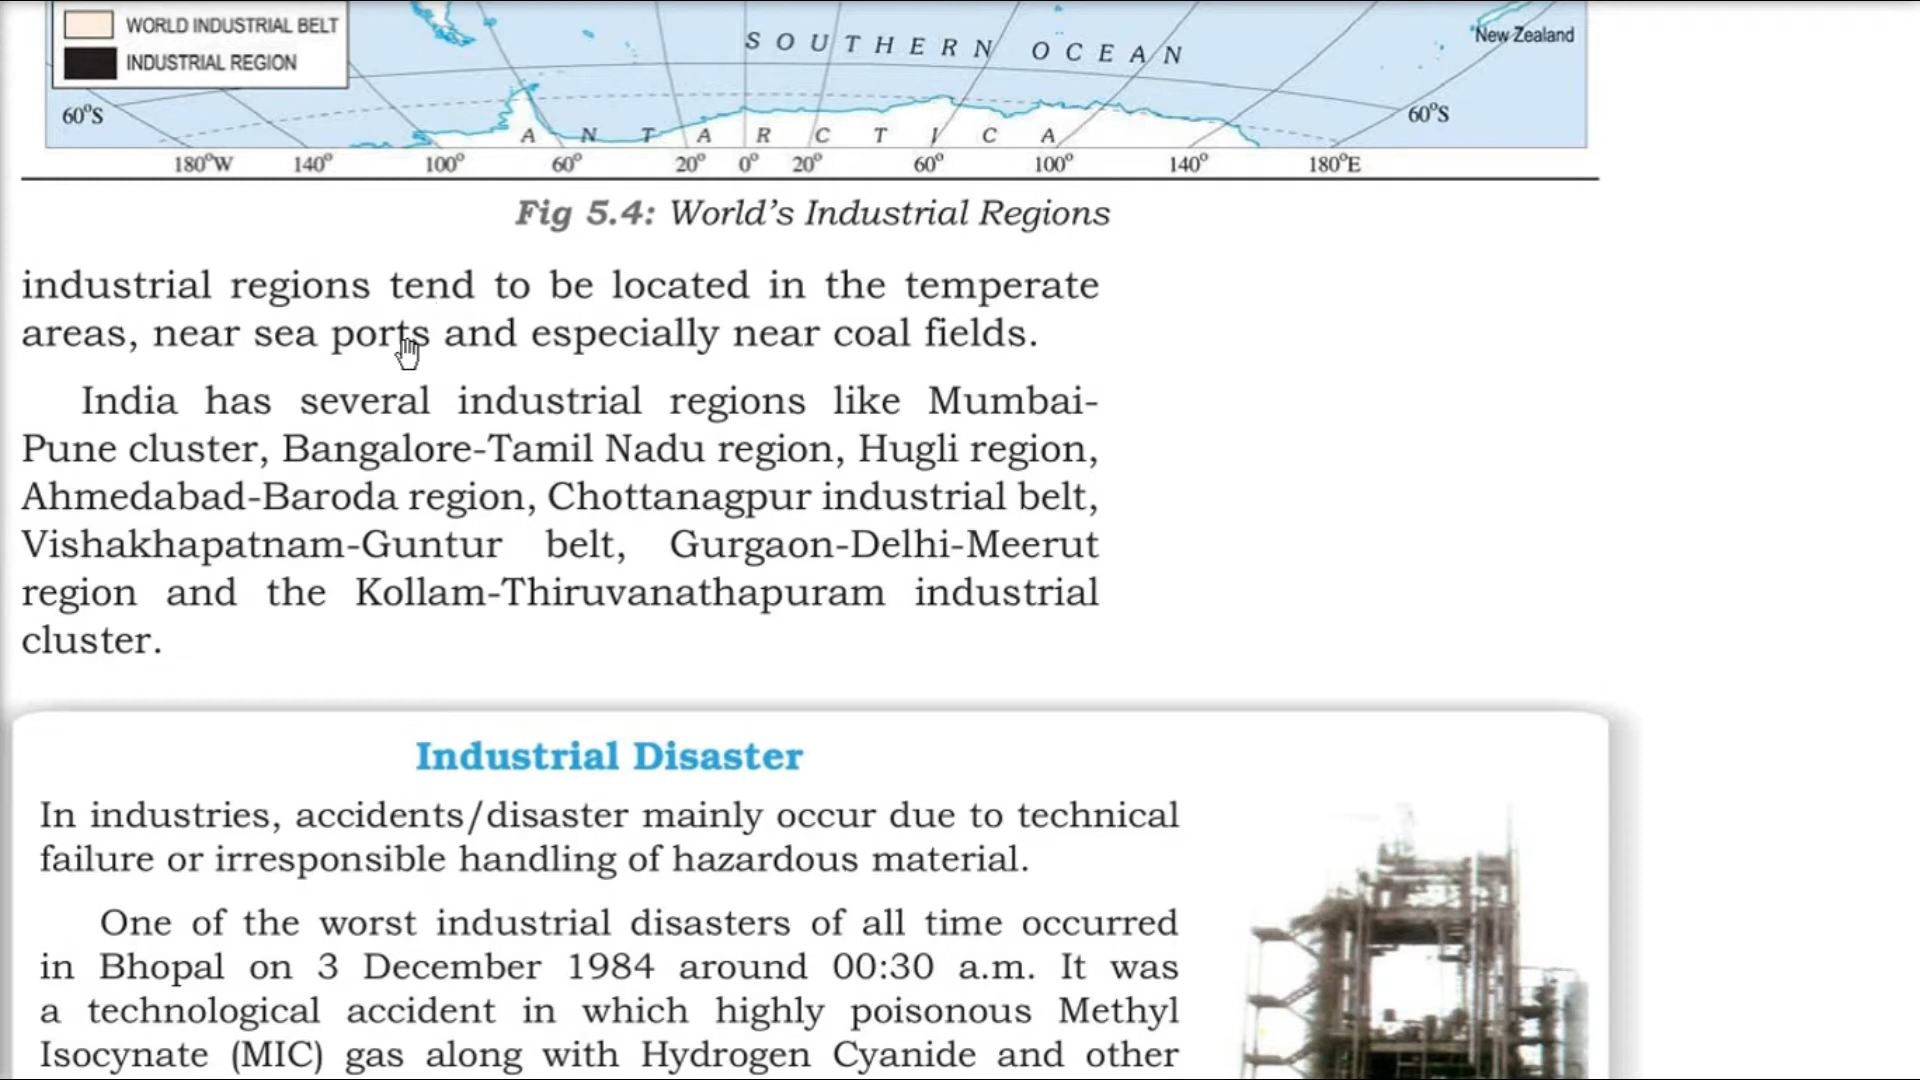 WORLD INDUSTRIAL BELT
INDUSTRIAL REGION
SOUTHERN OCEAN
New Zealand
60°S
60°S
ANTARCTICA
180°W 140° 100° 60° 20° 0° 20° 60° 100° 140° 180°E
Fig 5.4: World's Industrial Regions
industrial regions tend to be located in the temperate
areas, near sea ports and especially near coal fields.
India has several industrial regions like Mumbai-
Pune cluster, Bangalore-Tamil Nadu region, Hugli region,
Ahmedabad-Baroda region, Chottanagpur industrial belt,
Vishakhapatnam-Guntur belt, Gurgaon-Delhi-Meerut
region and the Kollam-Thiruvanathapuram industrial
cluster.
Industrial Disaster
In industries, accidents/disaster mainly occur due to technical
failure or irresponsible handling of hazardous material.
One of the worst industrial disasters of all time occurred
in Bhopal on 3 December 1984 around 00:30 a.m. It was
a technological accident in which highly poisonous Methyl
Isocynate (MIC) gas along with Hydrogen Cyanide and other